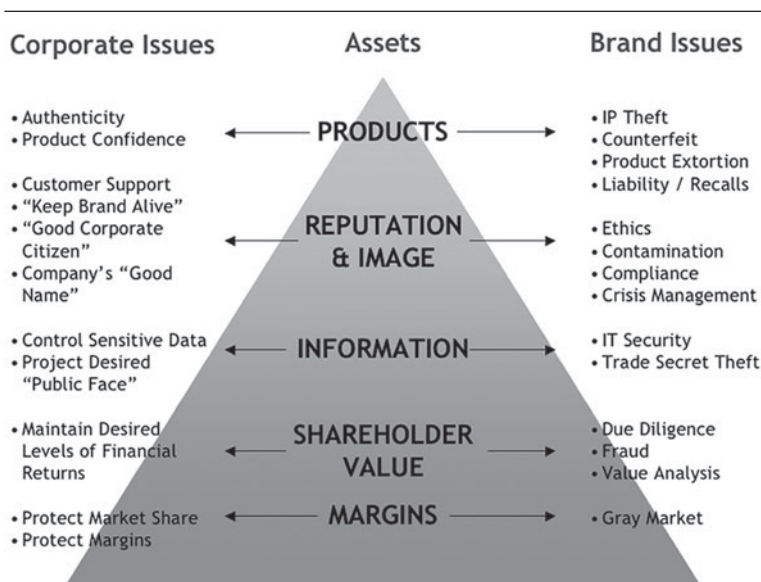 Corporate Issues
Assets
Brand Issues
• Authenticity
• Product Confidence
PRODUCTS
• IP Theft
• Counterfeit
• Product Extortion
• Liability / Recalls
• Customer Support
• “Keep Brand Alive”
• “Good Corporate
Citizen”
• Company’s “Good
Name”
REPUTATION
& IMAGE
• Ethics
• Contamination
• Compliance
• Crisis Management
• Control Sensitive Data
• Project Desired
“Public Face”
INFORMATION
• IT Security
• Trade Secret Theft
• Maintain Desired
Levels of Financial
Returns
SHAREHOLDER
VALUE
• Due Diligence
• Fraud
• Value Analysis
• Protect Market Share
• Protect Margins
MARGINS
• Gray Market